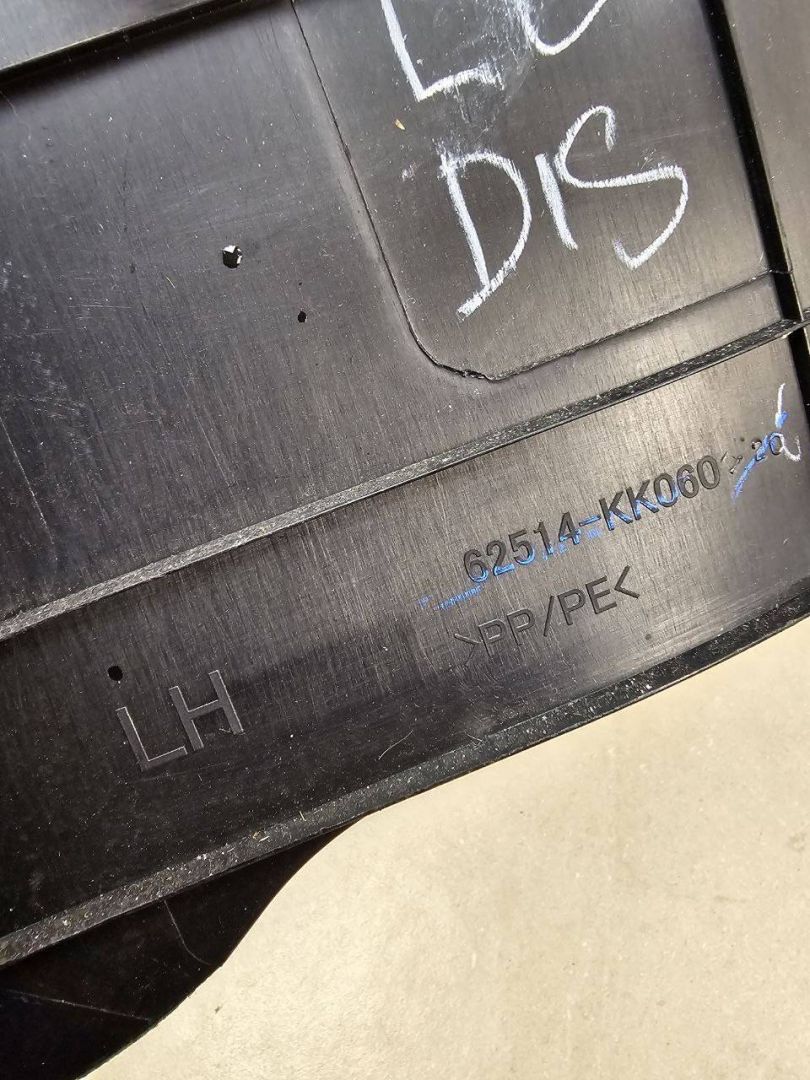 DIS
62514-KK060
>PP/PE<
LH